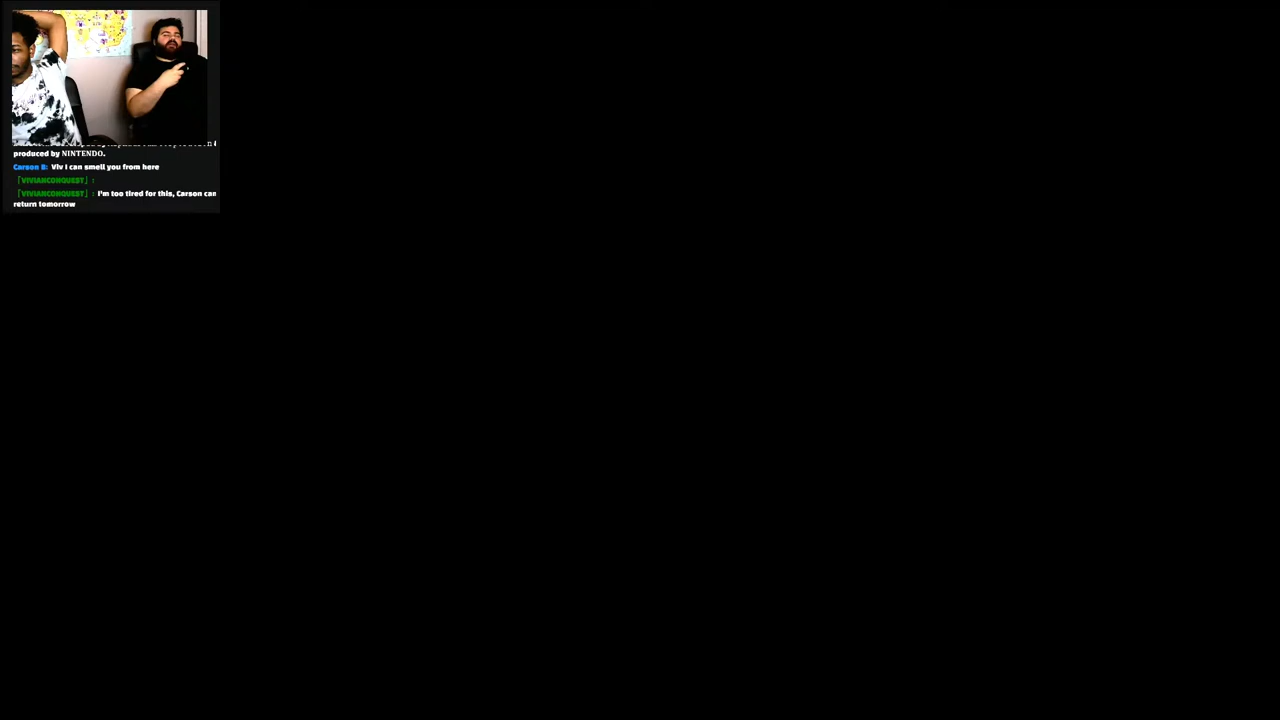 produced by NINTENDO.
Carson B: Viv I can smell you from here
「VIVIANCONQUEST」:
「VIVIANCONQUEST」: I'm too tired for this, Carson can
return tomorrow